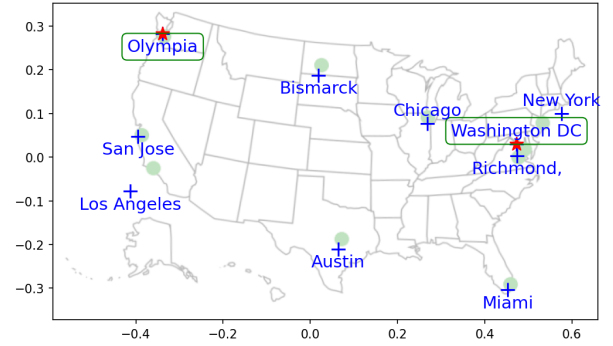 0.3
0.2
0.1
0.0
−0.1
−0.2
−0.3
Olympia
Bismarck
Chicago
New York
Washington DC
San Jose
Richmond,
Los Angeles
Austin
Miami
−0.4 −0.2 0.0 0.2 0.4 0.6